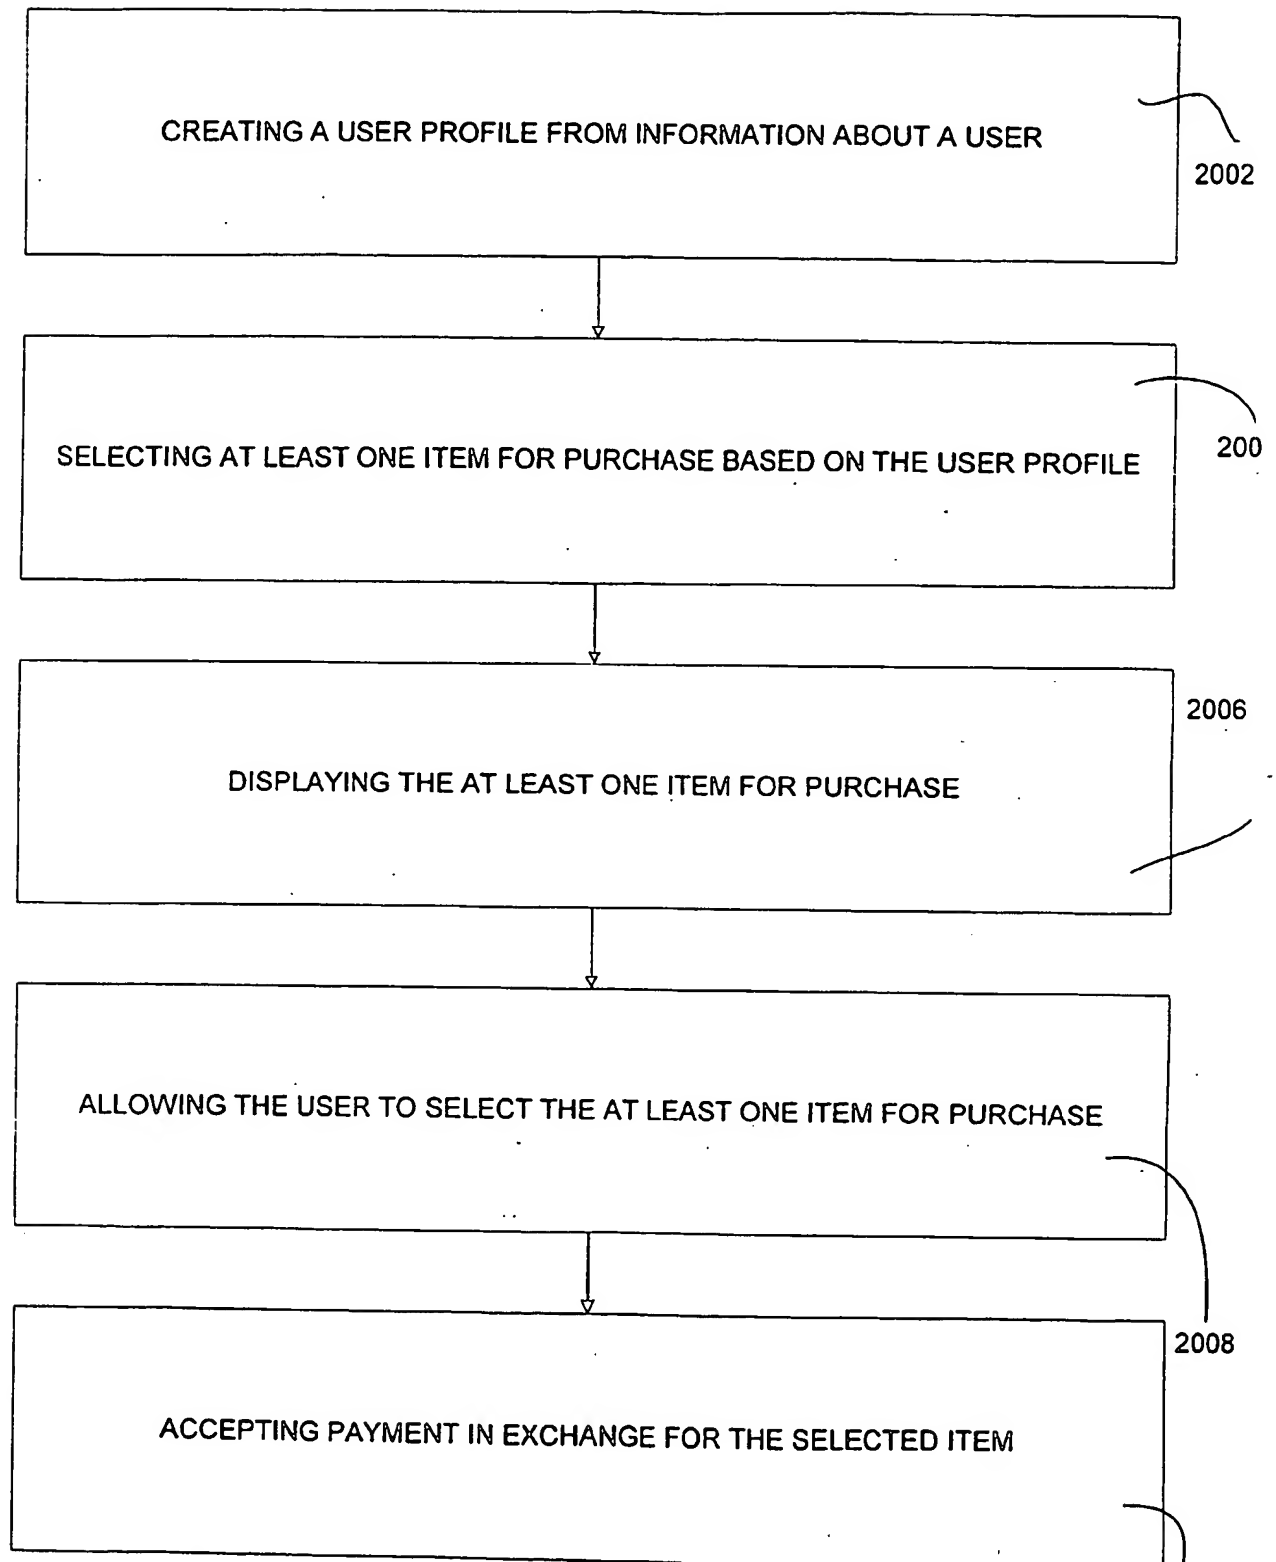 CREATING A USER PROFILE FROM INFORMATION ABOUT A USER
2002
SELECTING AT LEAST ONE ITEM FOR PURCHASE BASED ON THE USER PROFILE
200
2006
DISPLAYING THE AT LEAST ONE ITEM FOR PURCHASE
ALLOWING THE USER TO SELECT THE AT LEAST ONE ITEM FOR PURCHASE
2008
ACCEPTING PAYMENT IN EXCHANGE FOR THE SELECTED ITEM